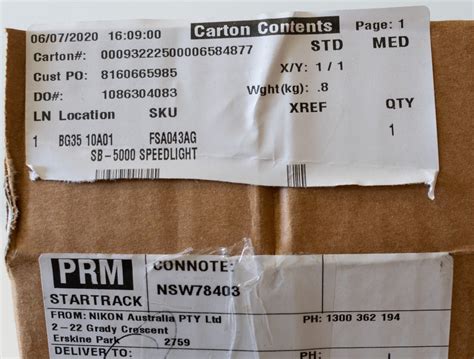 06/07/2020 16:09:00 Carton Contents Page: 1
Carton#: 00093222500006584877 STD MED
Cust PO: 8160665985 X/Y: 1 / 1
DO#: 1086304083 Wght(kg): .8
LN Location SKU XREF QTY
1 BG35 10A01 FSA043AG 1
SB-5000 SPEEDLIGHT
PRM CONNOTE:
STARTRACK NSW78403
FROM: NIKON Australia PTY Ltd PH: 1300 362 194
2-22 Grady Crescent
Erskine Park 2759
DELIVER TO: PH: